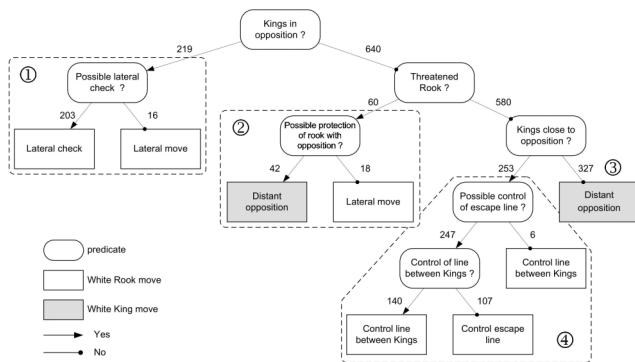 Kings in
opposition ?
219
640
①
Possible lateral
check ?
Threatened
Rook ?
203
16
60
580
②
Lateral check
Lateral move
Possible protection
of rook with
opposition ?
Kings close to
opposition ?
③
42
18
253
327
Distant
opposition
Lateral move
Possible control
of escape line ?
Distant
opposition
247
6
predicate
Control of line
between Kings ?
Control line
between Kings
White Rook move
140
107
White King move
Control line
between Kings
Control escape
line
④
Yes
No